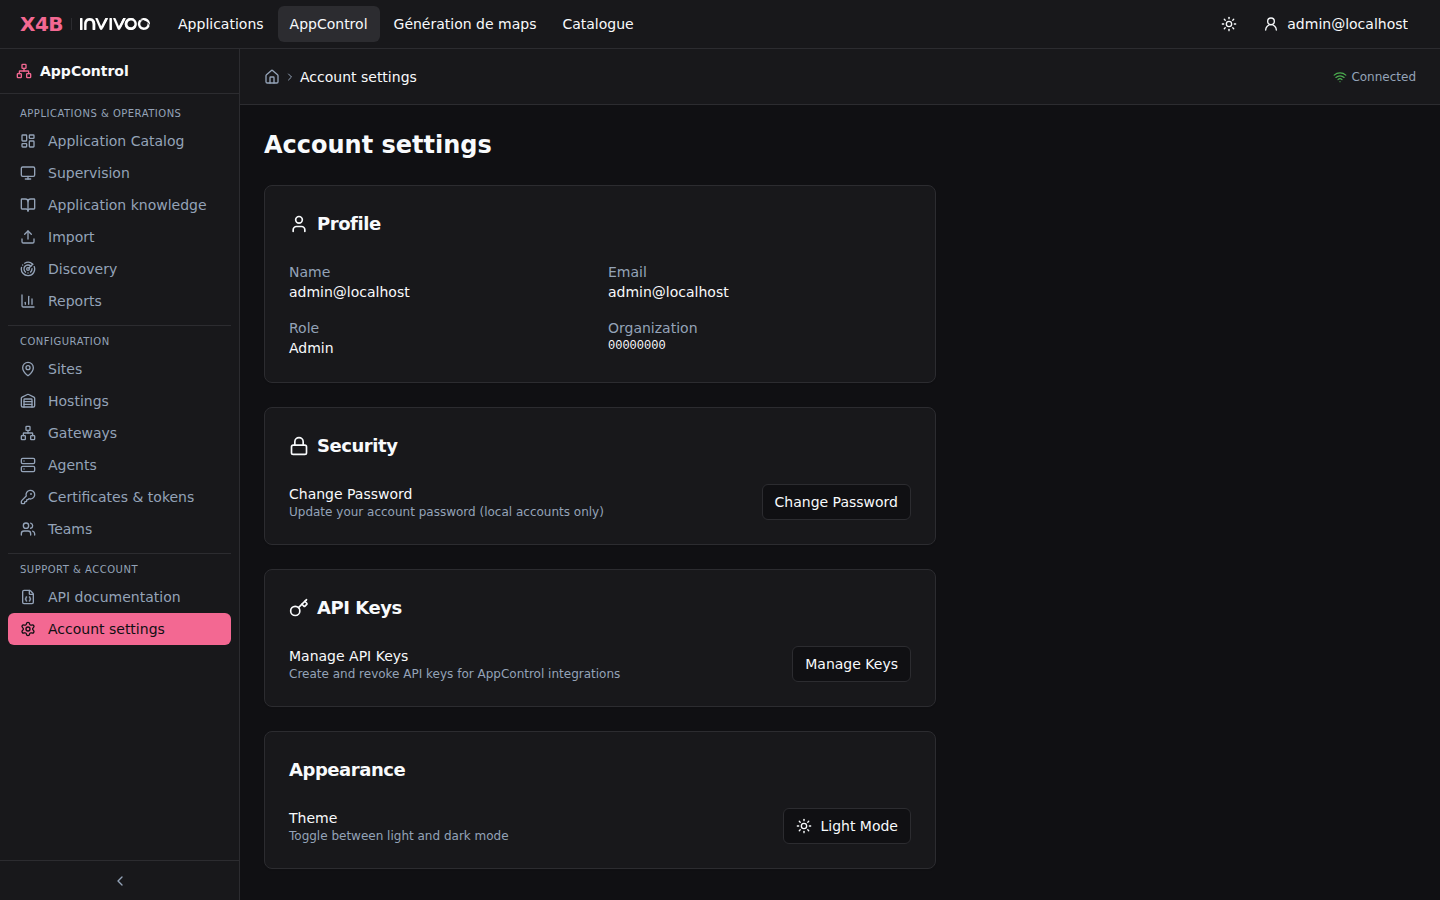 X4B INVIVOO Applications AppControl Génération de maps Catalogue admin@localhost
AppControl
Account settings Connected
APPLICATIONS & OPERATIONS
Application Catalog
Supervision
Application knowledge
Import
Discovery
Reports
CONFIGURATION
Sites
Hostings
Gateways
Agents
Certificates & tokens
Teams
SUPPORT & ACCOUNT
API documentation
Account settings
Account settings
Profile
Name
admin@localhost
Email
admin@localhost
Role
Admin
Organization
00000000
Security
Change Password
Update your account password (local accounts only)
Change Password
API Keys
Manage API Keys
Create and revoke API keys for AppControl integrations
Manage Keys
Appearance
Theme
Toggle between light and dark mode
Light Mode